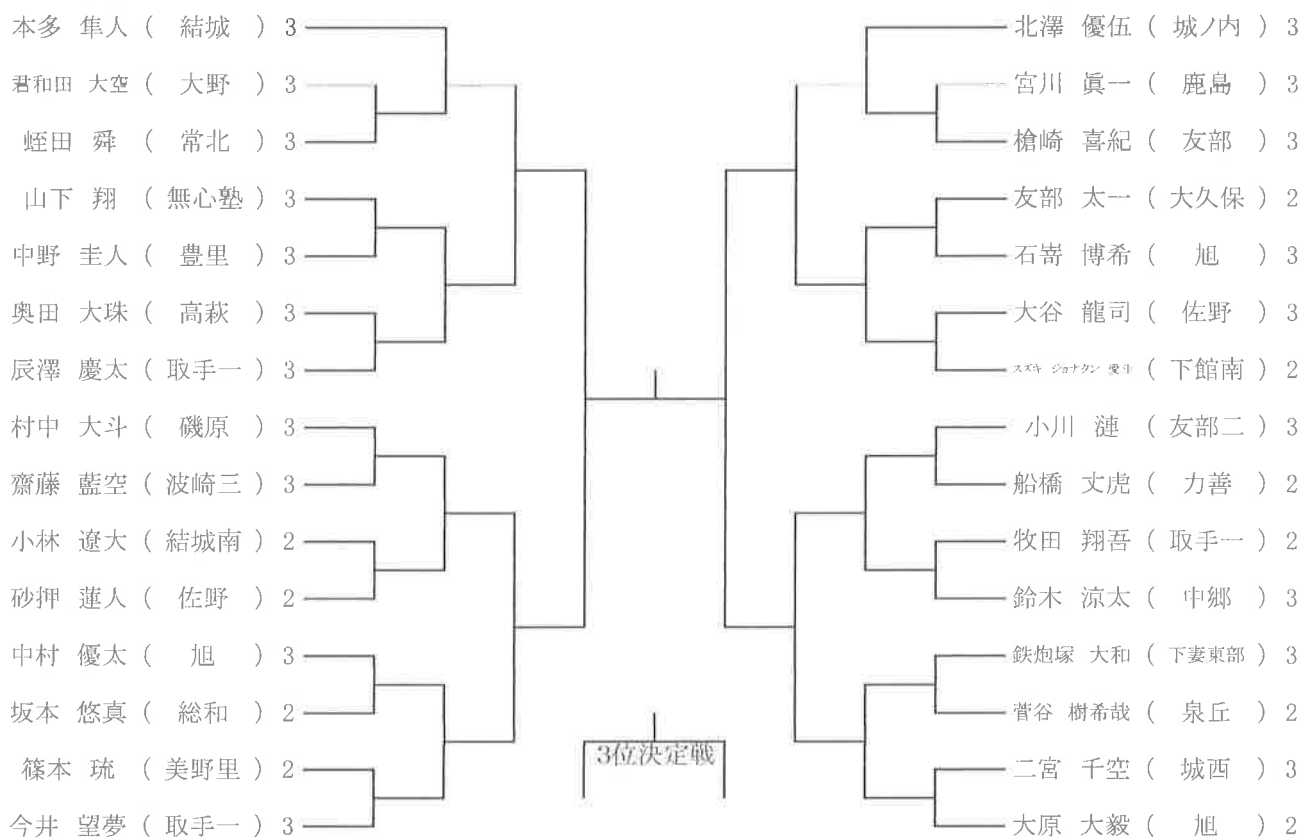 本多 隼人 ( 結城 ) 3
君和田 大空 ( 大野 ) 3
蛭田 舜 ( 常北 ) 3
山下 翔 ( 無心塾 ) 3
中野 圭人 ( 豊里 ) 3
奥田 大珠 ( 高萩 ) 3
辰澤 慶太 ( 取手一 ) 3
村中 大斗 ( 磯原 ) 3
齋藤 藍空 ( 波崎三 ) 3
小林 遼大 ( 結城南 ) 2
砂押 蓮人 ( 佐野 ) 2
中村 優太 ( 旭 ) 3
坂本 悠真 ( 総和 ) 2
篠本 琉 ( 美野里 ) 2
今井 望夢 ( 取手一 ) 3
3位決定戦
北澤 優伍 ( 城ノ内 ) 3
宮川 眞一 ( 鹿島 ) 3
槍崎 喜紀 ( 友部 ) 3
友部 太一 ( 大久保 ) 2
石嵜 博希 ( 旭 ) 3
大谷 龍司 ( 佐野 ) 3
スズキ ジョナタン 愛斗 ( 下館南 ) 2
小川 漣 ( 友部二 ) 3
船橋 丈虎 ( 力善 ) 2
牧田 翔吾 ( 取手一 ) 2
鈴木 涼太 ( 中郷 ) 3
鉄炮塚 大和 ( 下妻東部 ) 3
菅谷 樹希哉 ( 泉丘 ) 2
二宮 千空 ( 城西 ) 3
大原 大毅 ( 旭 ) 2